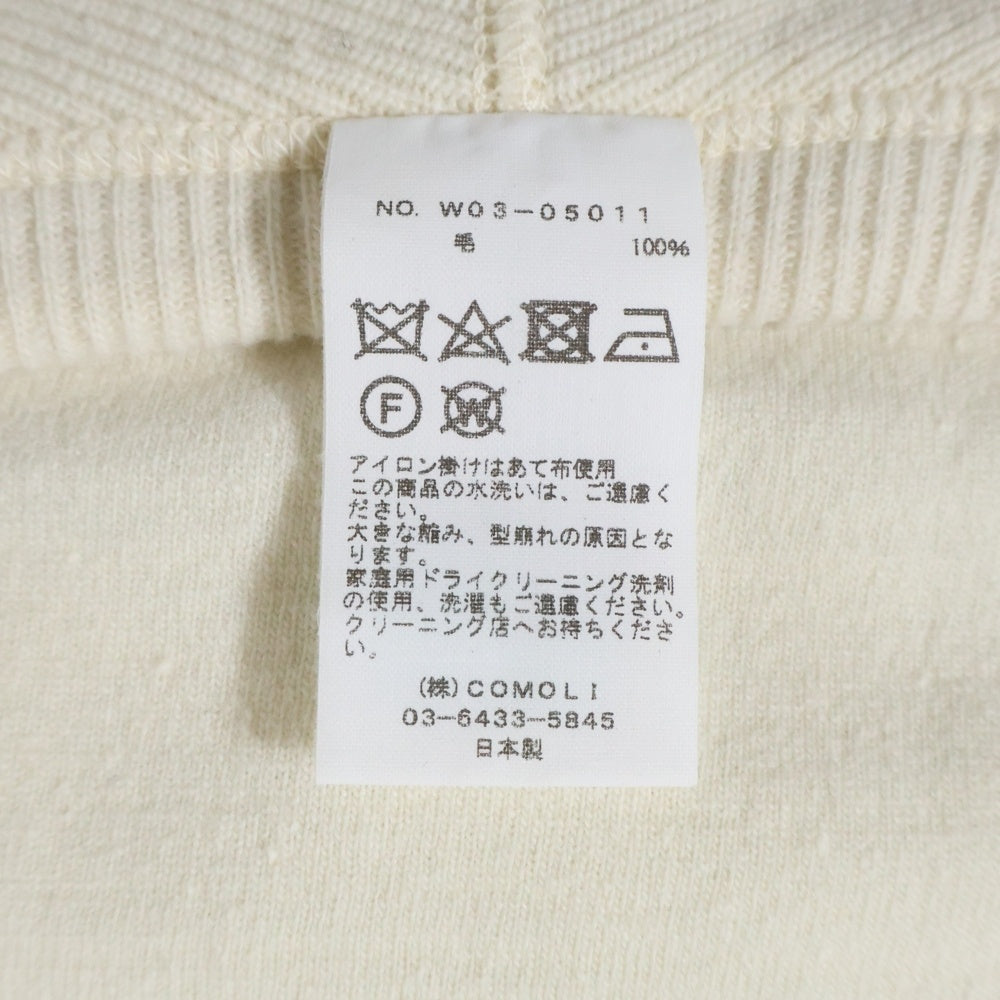 NO. W03-05011
毛 100%
F
W
アイロン掛けはあて布使用
この商品の水洗いは、ご遠慮く
ださい。
大きな縮み、型崩れの原因とな
ります。
家庭用ドライクリーニング洗剤
の使用、洗濯もご遠慮ください。
クリーニング店へお持ちくださ
い。
(株)COMOLI
03-6433-5845
日本製